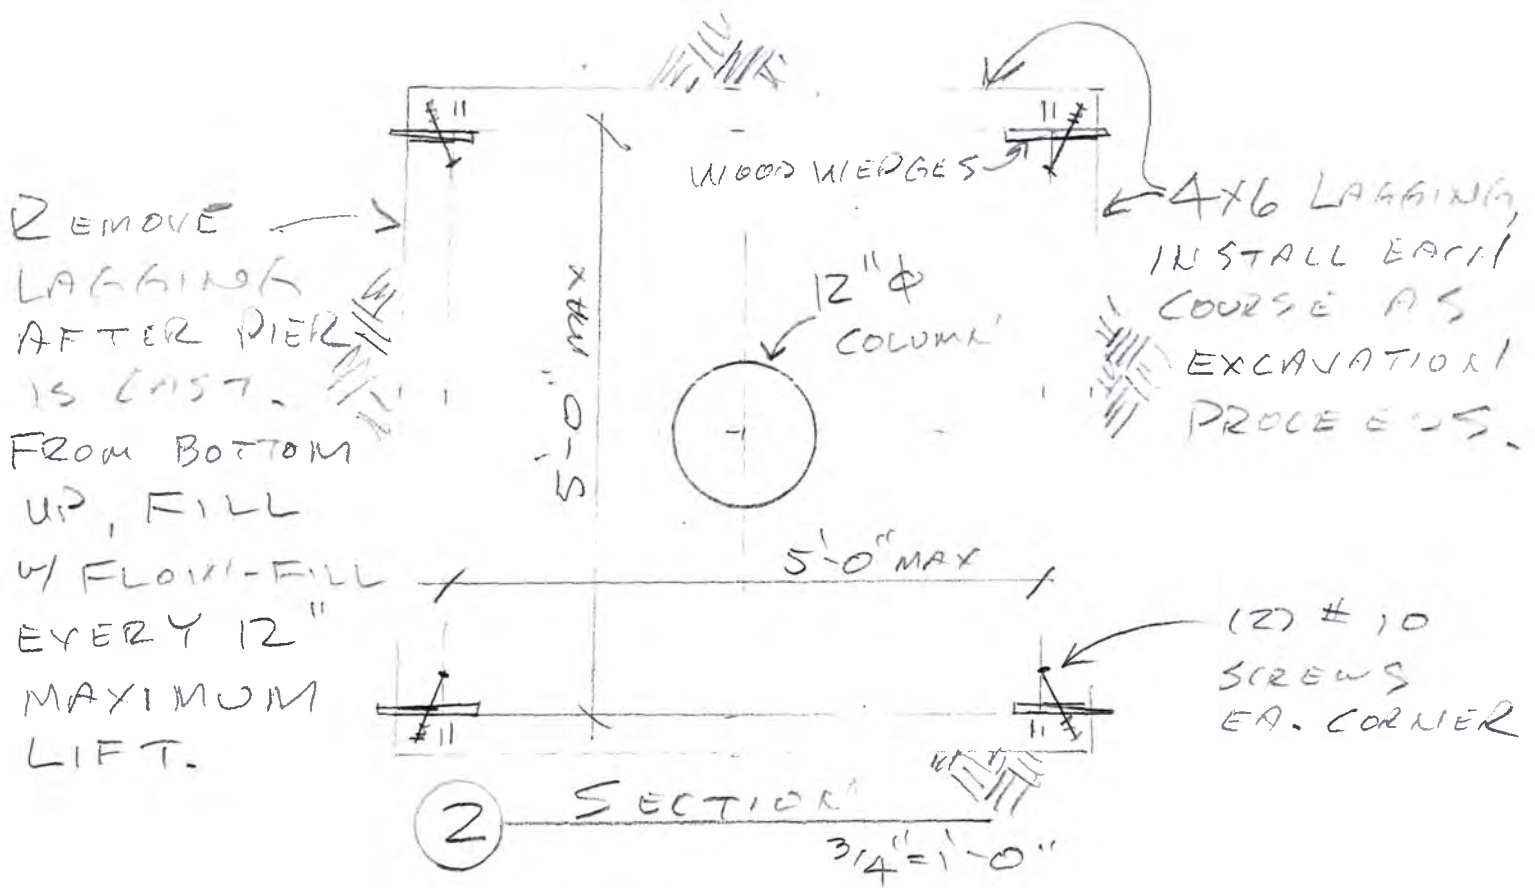 REMOVE
LAGGING
AFTER PIER
IS CAST.
FROM BOTTOM
UP, FILL
W/ FLOW-FILL
EVERY 12"
MAXIMUM
LIFT.
WOOD WEDGES
4X6 LAGGING,
INSTALL EACH
COURSE AS
EXCAVATION
PROCEEDS.
12" φ
COLUMN
5'-0" MAX
5'-0" MAX
(2) # 10
SCREWS
EA. CORNER
2 SECTION
3/4"=1'-0"